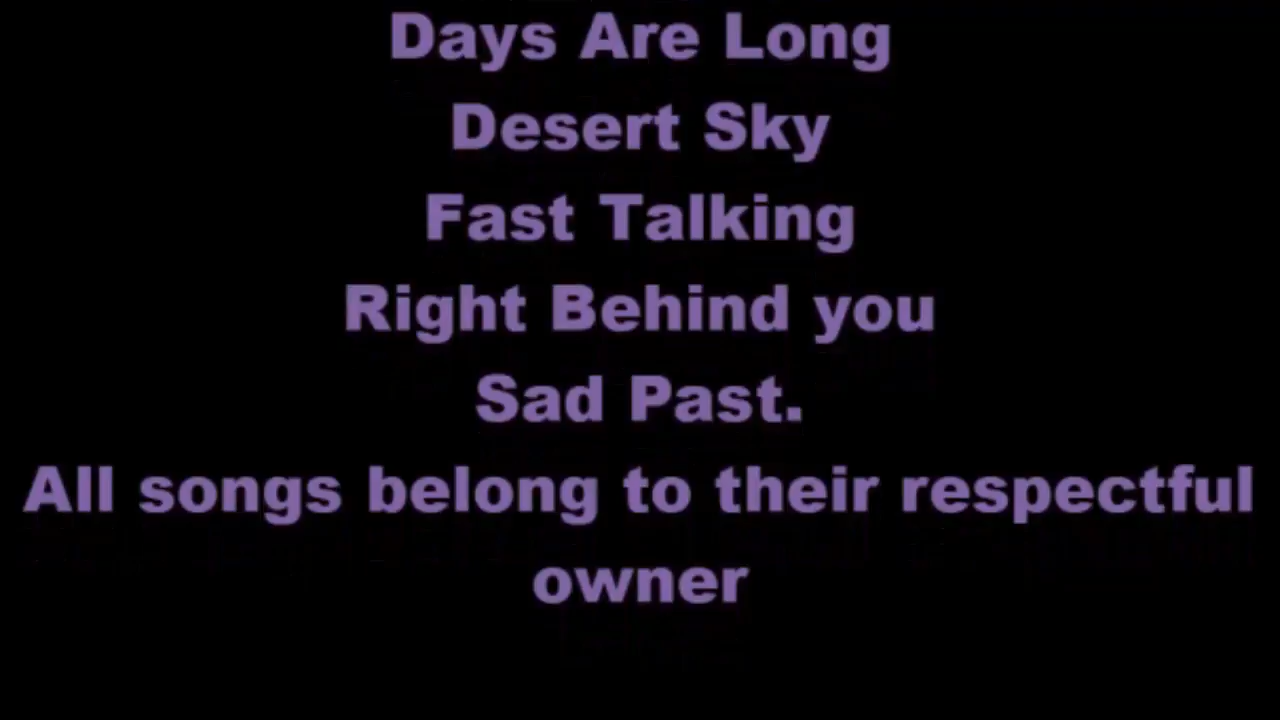 Days Are Long
Desert Sky
Fast Talking
Right Behind you
Sad Past.
All songs belong to their respectful
owner